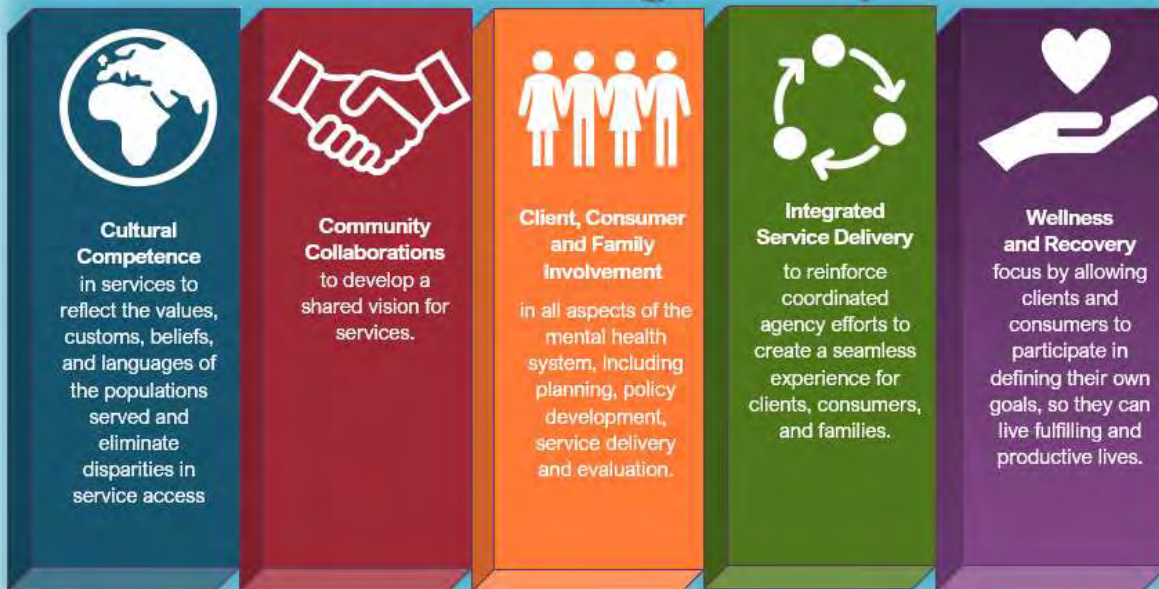 Cultural
Competence
in services to
reflect the values,
customs, beliefs,
and languages of
the populations
served and
eliminate
disparities in
service access
Community
Collaborations
to develop a
shared vision for
services.
Client, Consumer
and Family
Involvement
in all aspects of the
mental health
system, including
planning, policy
development,
service delivery
and evaluation.
Integrated
Service Delivery
to reinforce
coordinated
agency efforts to
create a seamless
experience for
clients, consumers,
and families.
Wellness
and Recovery
focus by allowing
clients and
consumers to
participate in
defining their own
goals, so they can
live fulfilling and
productive lives.